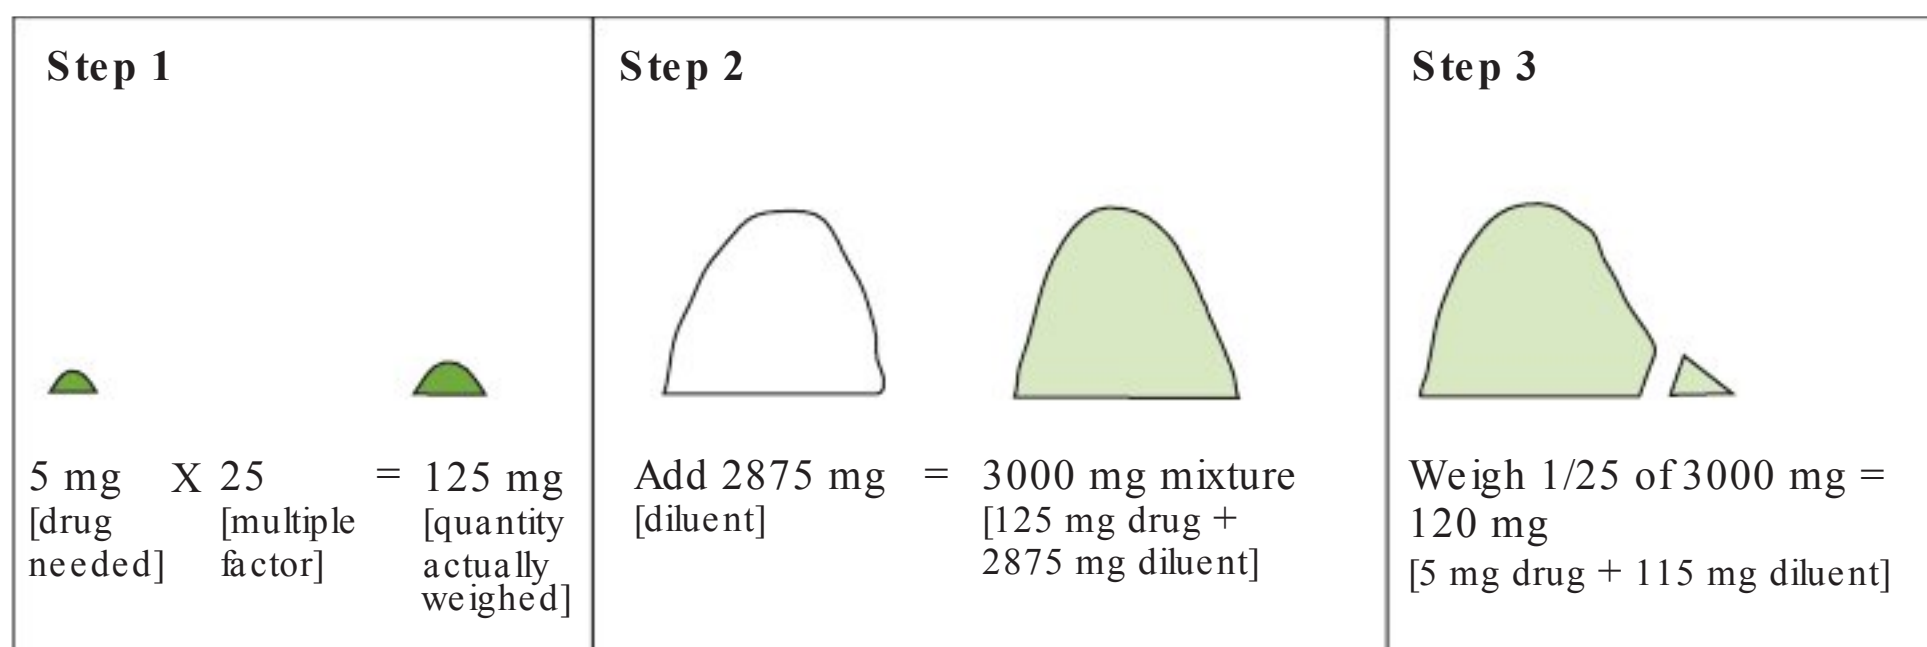 Step 1
5 mg X 25 = 125 mg
[drug needed] [multiple factor] [quantity actually weighed]
Step 2
Add 2875 mg = 3000 mg mixture
[diluent] [125 mg drug +
2875 mg diluent]
Step 3
Weigh 1/25 of 3000 mg =
120 mg
[5 mg drug + 115 mg diluent]